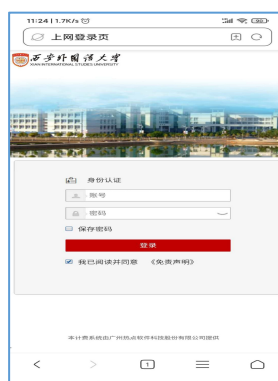 11:24 | 1.7K/s
上网登录页
西安外国语大学
XIAN INTERNATIONAL STUDIES UNIVERSITY
身份认证
账号
密码
保存密码
登录
我已阅读并同意 《免责声明》
本计费系统由广州热点软件科技股份有限公司提供
1